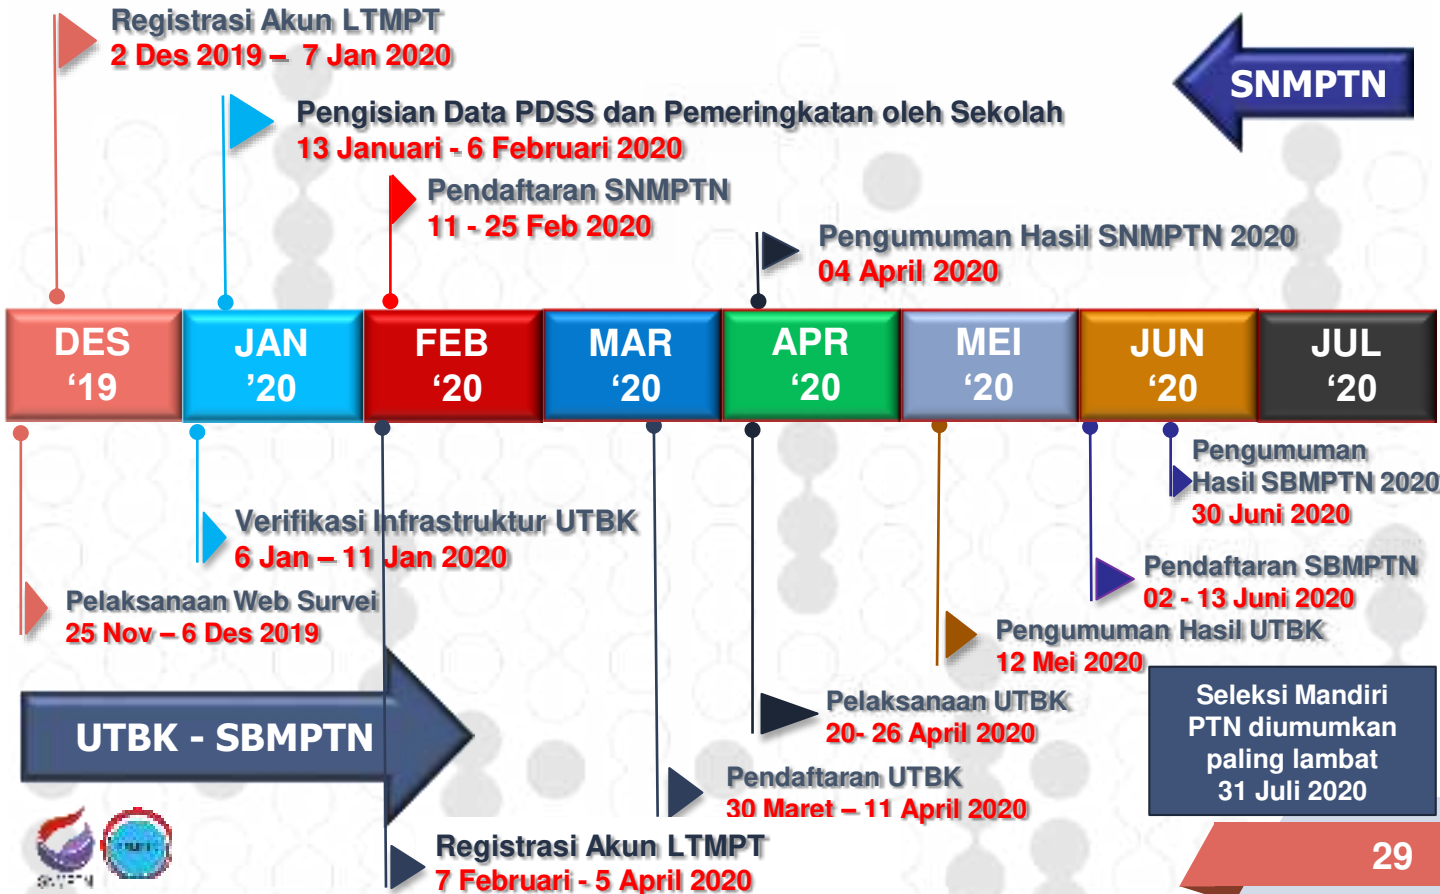 Registrasi Akun LTMPT
2 Des 2019 – 7 Jan 2020
SNMPTN
Pengisian Data PDSS dan Pemeringkatan oleh Sekolah
13 Januari - 6 Februari 2020
Pendaftaran SNMPTN
11 - 25 Feb 2020
Pengumuman Hasil SNMPTN 2020
04 April 2020
DES
‘19
JAN
’20
FEB
‘20
MAR
‘20
APR
‘20
MEI
‘20
JUN
‘20
JUL
‘20
Pengumuman
Hasil SBMPTN 2020
30 Juni 2020
Verifikasi Infrastruktur UTBK
6 Jan – 11 Jan 2020
Pendaftaran SBMPTN
02 - 13 Juni 2020
Pelaksanaan Web Survei
25 Nov – 6 Des 2019
Pengumuman Hasil UTBK
12 Mei 2020
Pelaksanaan UTBK
20- 26 April 2020
Seleksi Mandiri
PTN diumumkan
paling lambat
31 Juli 2020
UTBK - SBMPTN
Pendaftaran UTBK
30 Maret – 11 April 2020
Registrasi Akun LTMPT
7 Februari - 5 April 2020
29